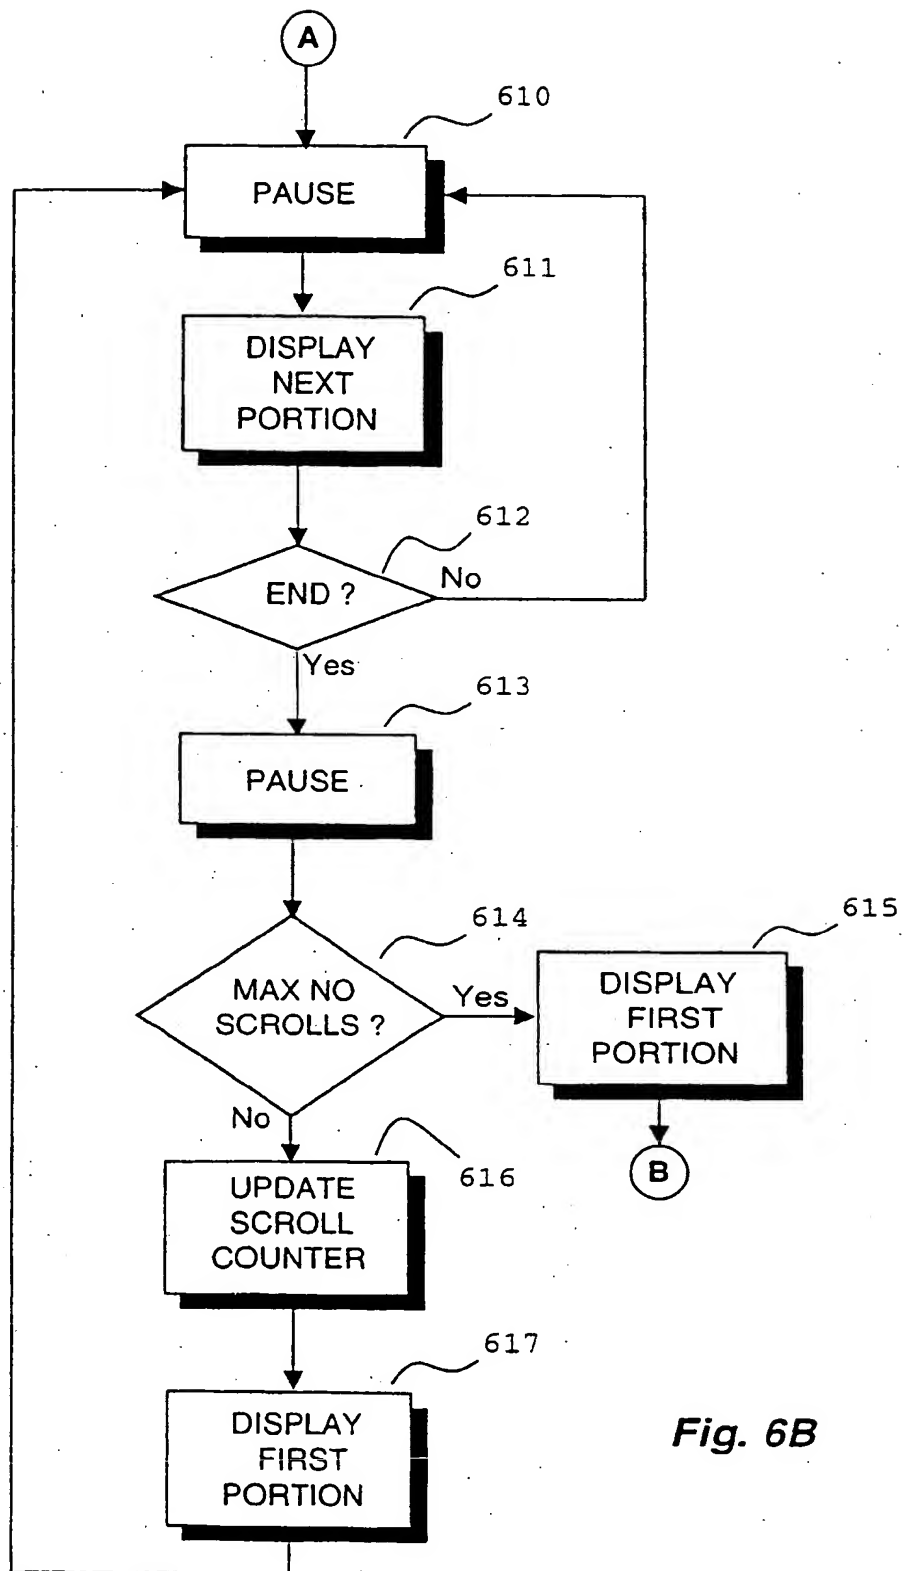 A
610
PAUSE
611
DISPLAY
NEXT
PORTION
612
END ?
No
Yes
613
PAUSE
614
MAX NO
SCROLLS ?
Yes
615
DISPLAY
FIRST
PORTION
No
B
616
UPDATE
SCROLL
COUNTER
617
DISPLAY
FIRST
PORTION
Fig. 6B